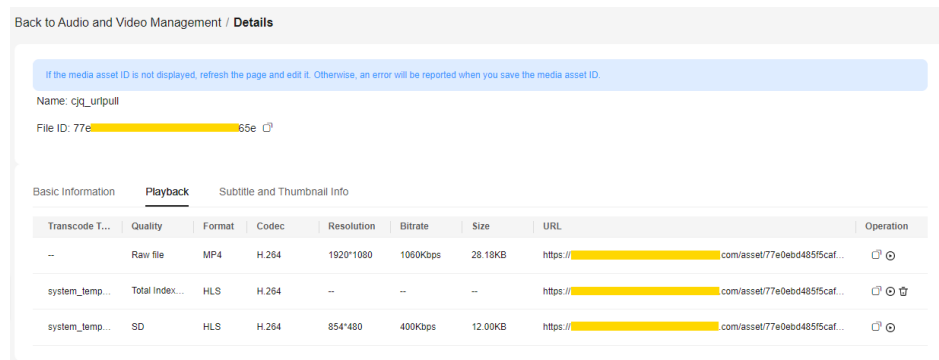 Back to Audio and Video Management / Details
If the media asset ID is not displayed, refresh the page and edit it. Otherwise, an error will be reported when you save the media asset ID.
Name: cjq_urlpull
File ID: 77e 65e
Basic Information Playback Subtitle and Thumbnail Info
Transcode T... Quality Format Codec Resolution Bitrate Size URL Operation
-- Raw file MP4 H.264 1920*1080 1060Kbps 28.18KB https:// .com/asset/77e0ebd485f5caf...
system_temp... Total Index... HLS H.264 -- -- -- https:// .com/asset/77e0ebd485f5caf...
system_temp... SD HLS H.264 854*480 400Kbps 12.00KB https:// .com/asset/77e0ebd485f5caf...